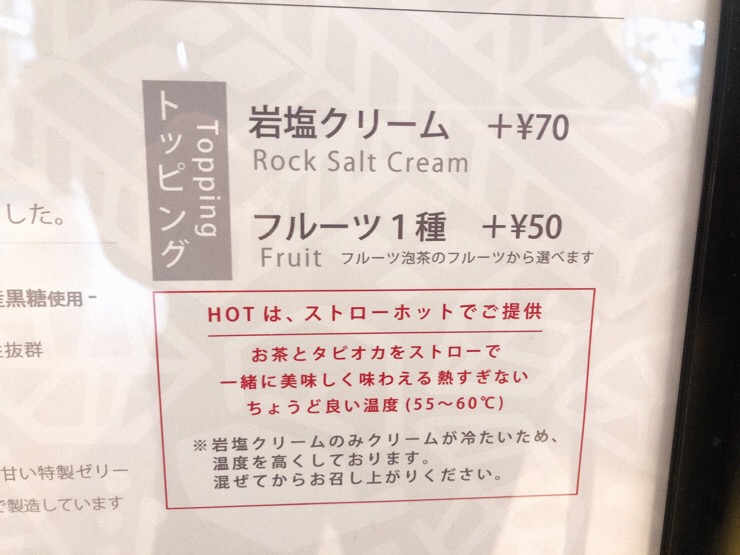 トッピング
Topping
岩塩クリーム +¥70
Rock Salt Cream
フルーツ1種 +¥50
Fruit フルーツ泡茶のフルーツから選べます
した。
黒糖使用-
抜群
甘い特製ゼリー
で製造しています
HOTは、ストローホットでご提供
お茶とタピオカをストローで
一緒に美味しく味わえる熱すぎない
ちょうど良い温度(55～60℃)
※岩塩クリームのみクリームが冷たいため、
温度を高くしております。
混ぜてからお召し上がりください。